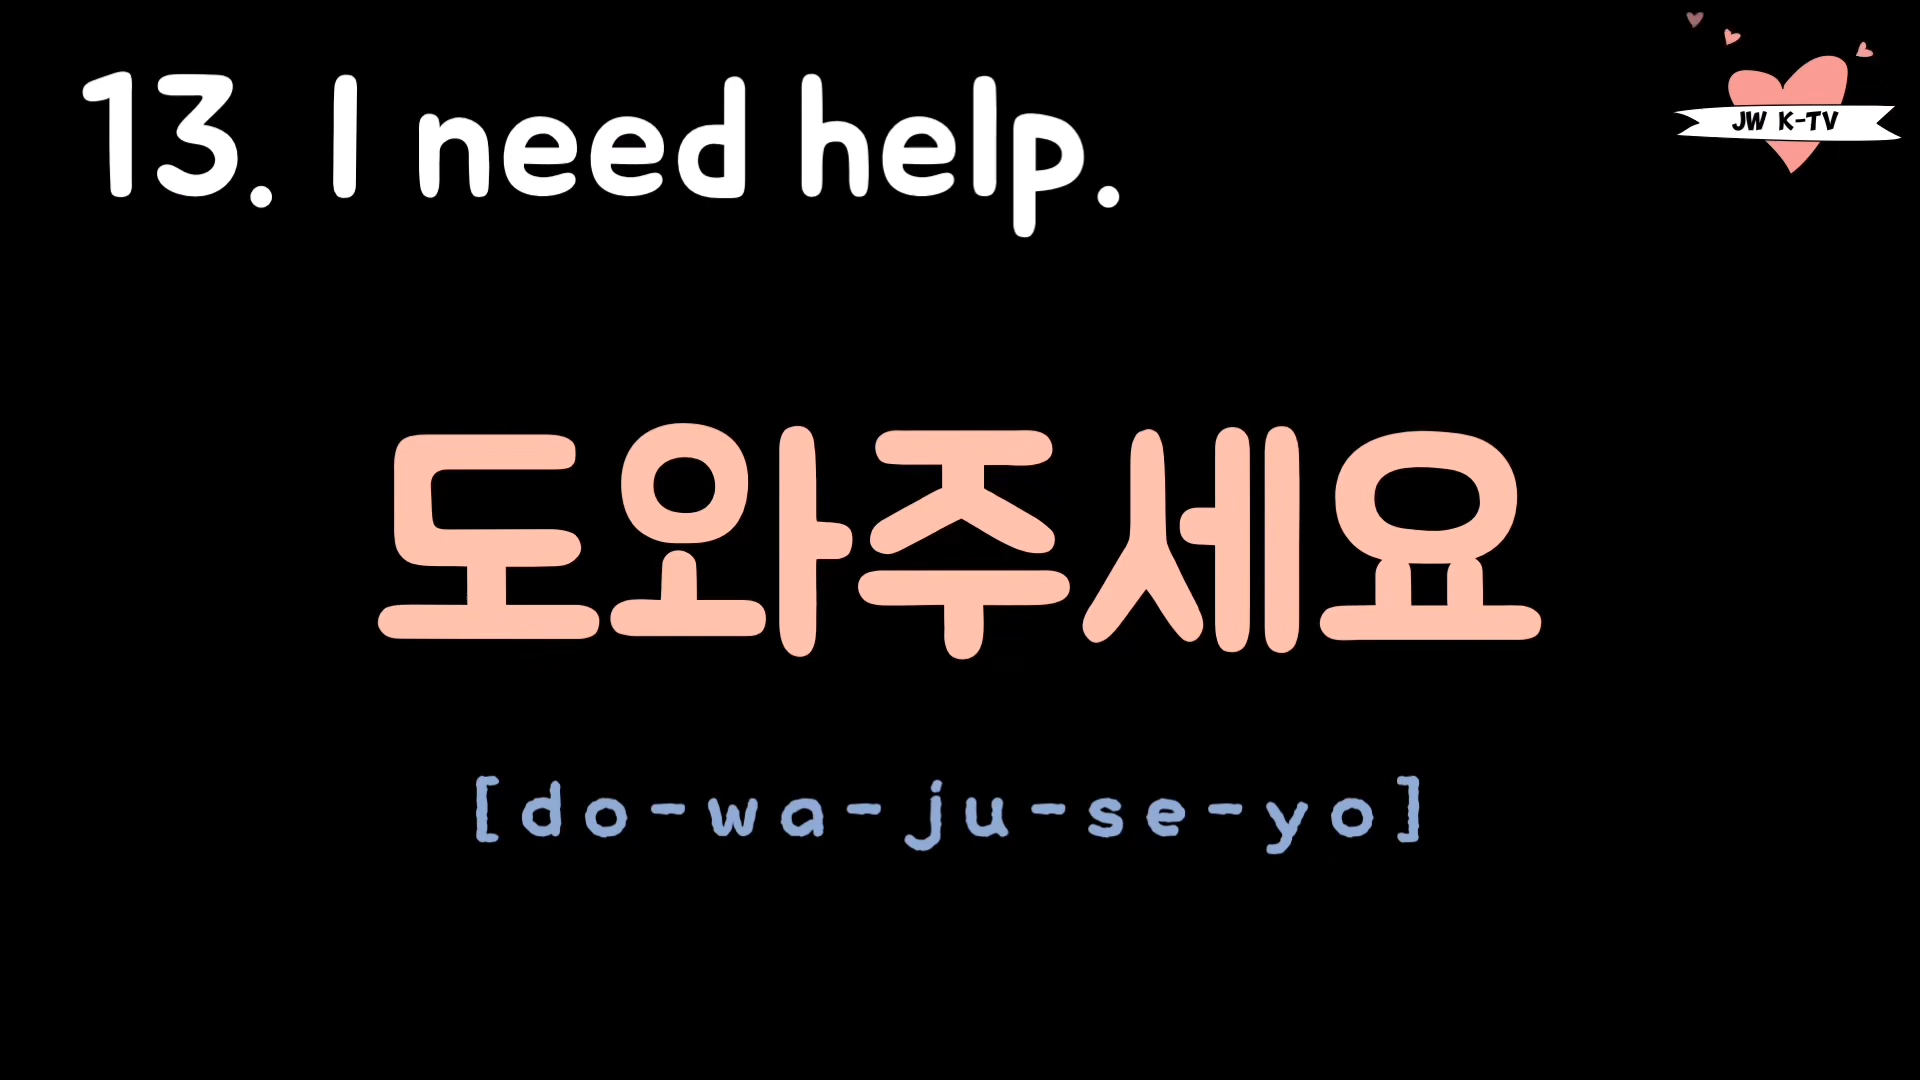 13. I need help.
JW K-TV
도와주세요
[do-wa-ju-se-yo]